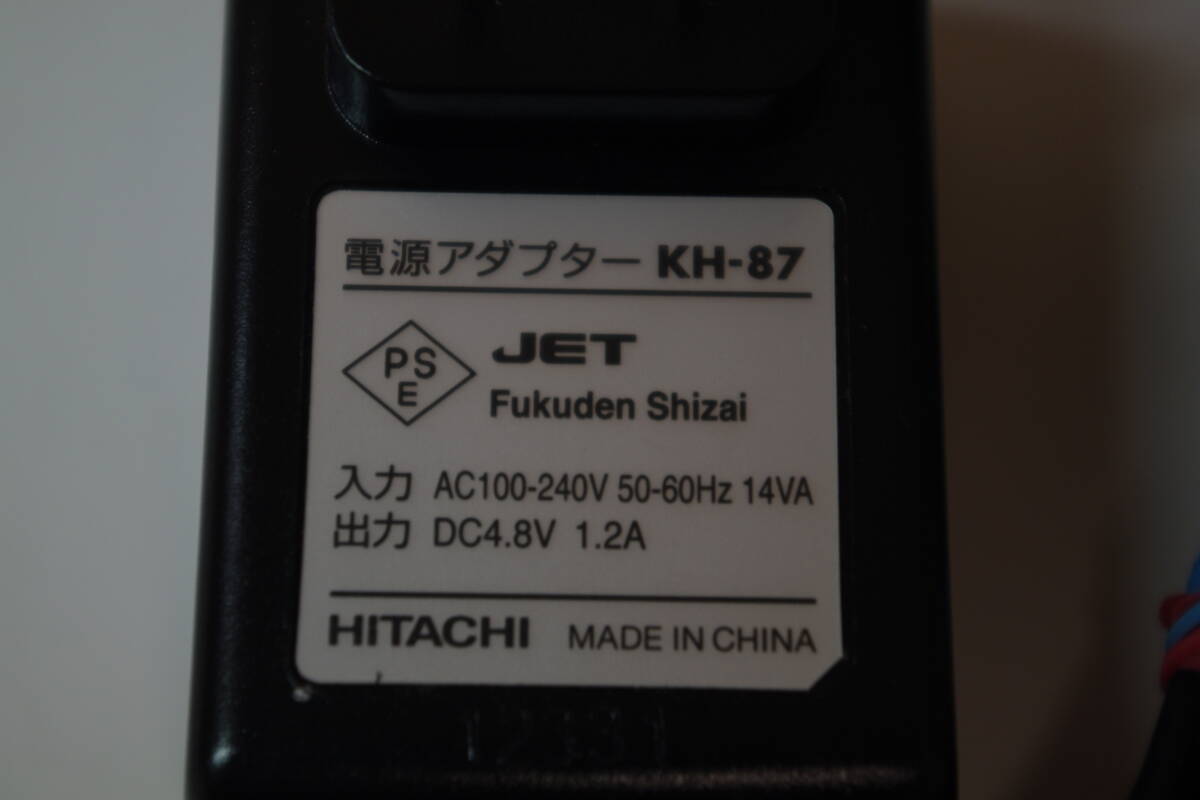 電源アダプター KH-87
PS
E
JET
Fukuden Shizai
入力 AC100-240V 50-60Hz 14VA
出力 DC4.8V 1.2A
HITACHI MADE IN CHINA